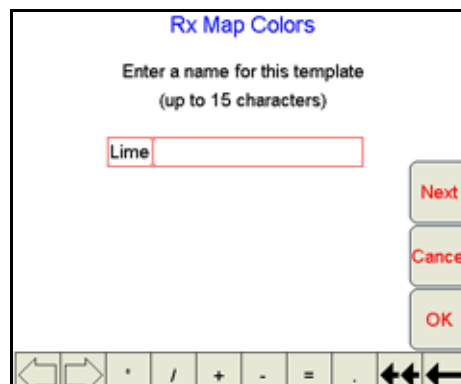 Rx Map Colors
Enter a name for this template
(up to 15 characters)
Lime
Next
Cance
OK
' / + - = .